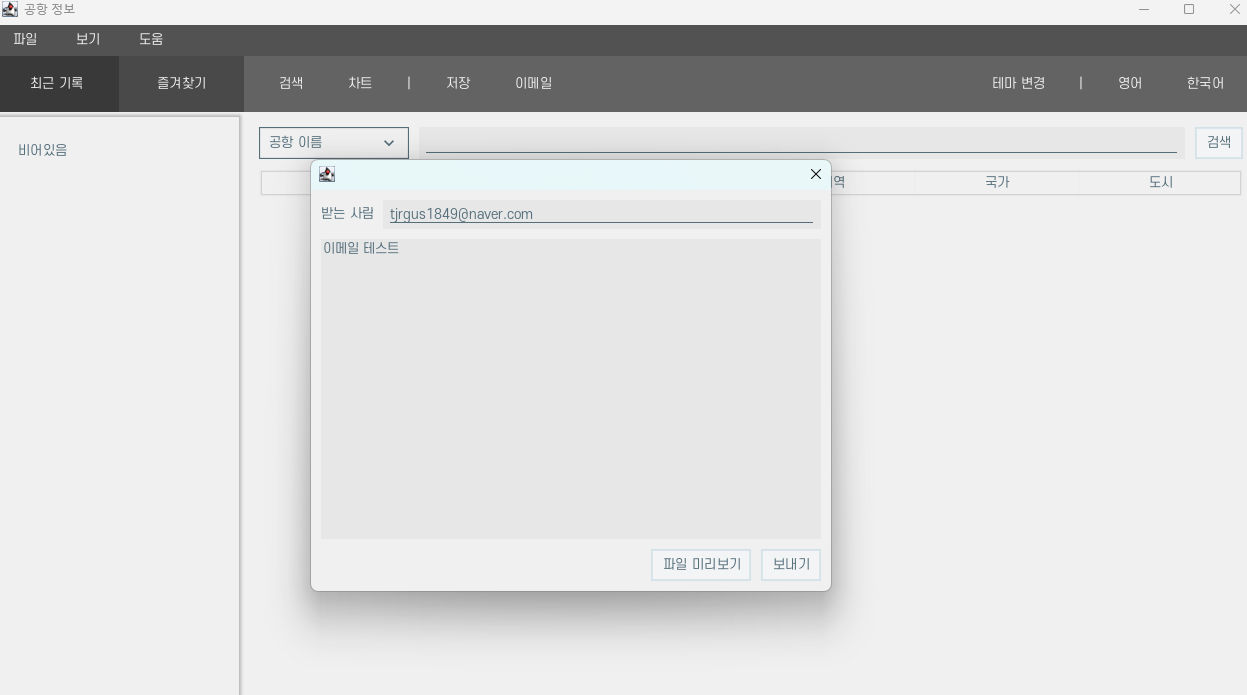 공항 정보
파일 보기 도움
최근 기록 즐겨찾기 검색 차트 | 저장 이메일 테마 변경 | 영어 한국어
비어있음
공항 이름 검색
국가 도시
받는 사람 tjrgus1849@naver.com
이메일 테스트
파일 미리보기 보내기